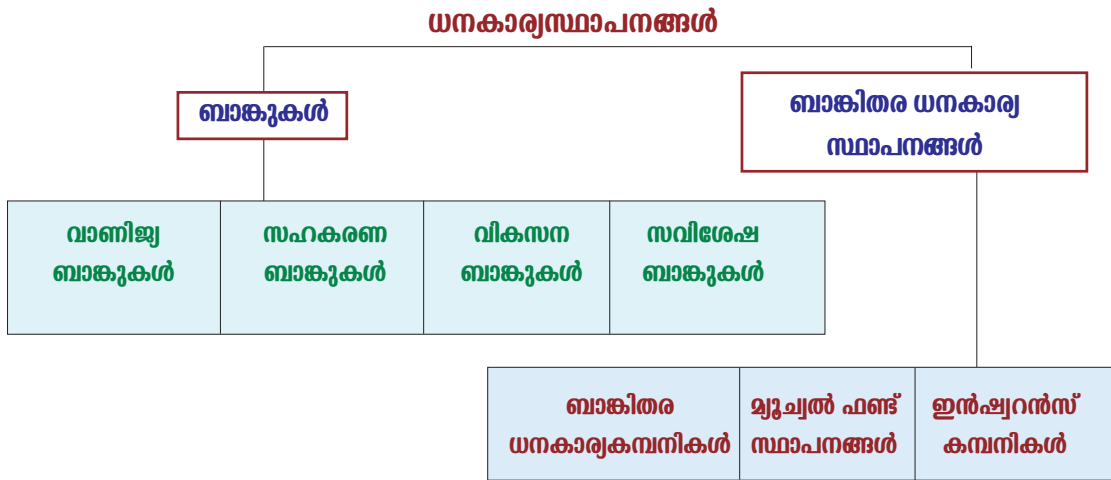 ധനകാര്യസ്ഥാപനങ്ങൾ
ബാങ്കുകൾ
ബാങ്കിതര ധനകാര്യ
സ്ഥാപനങ്ങൾ
വാണിജ്യ
ബാങ്കുകൾ
സഹകരണ
ബാങ്കുകൾ
വികസന
ബാങ്കുകൾ
സവിശേഷ
ബാങ്കുകൾ
ബാങ്കിതര
ധനകാര്യകമ്പനികൾ
മ്യൂച്വൽ ഫണ്ട്
സ്ഥാപനങ്ങൾ
ഇൻഷ്വറൻസ്
കമ്പനികൾ